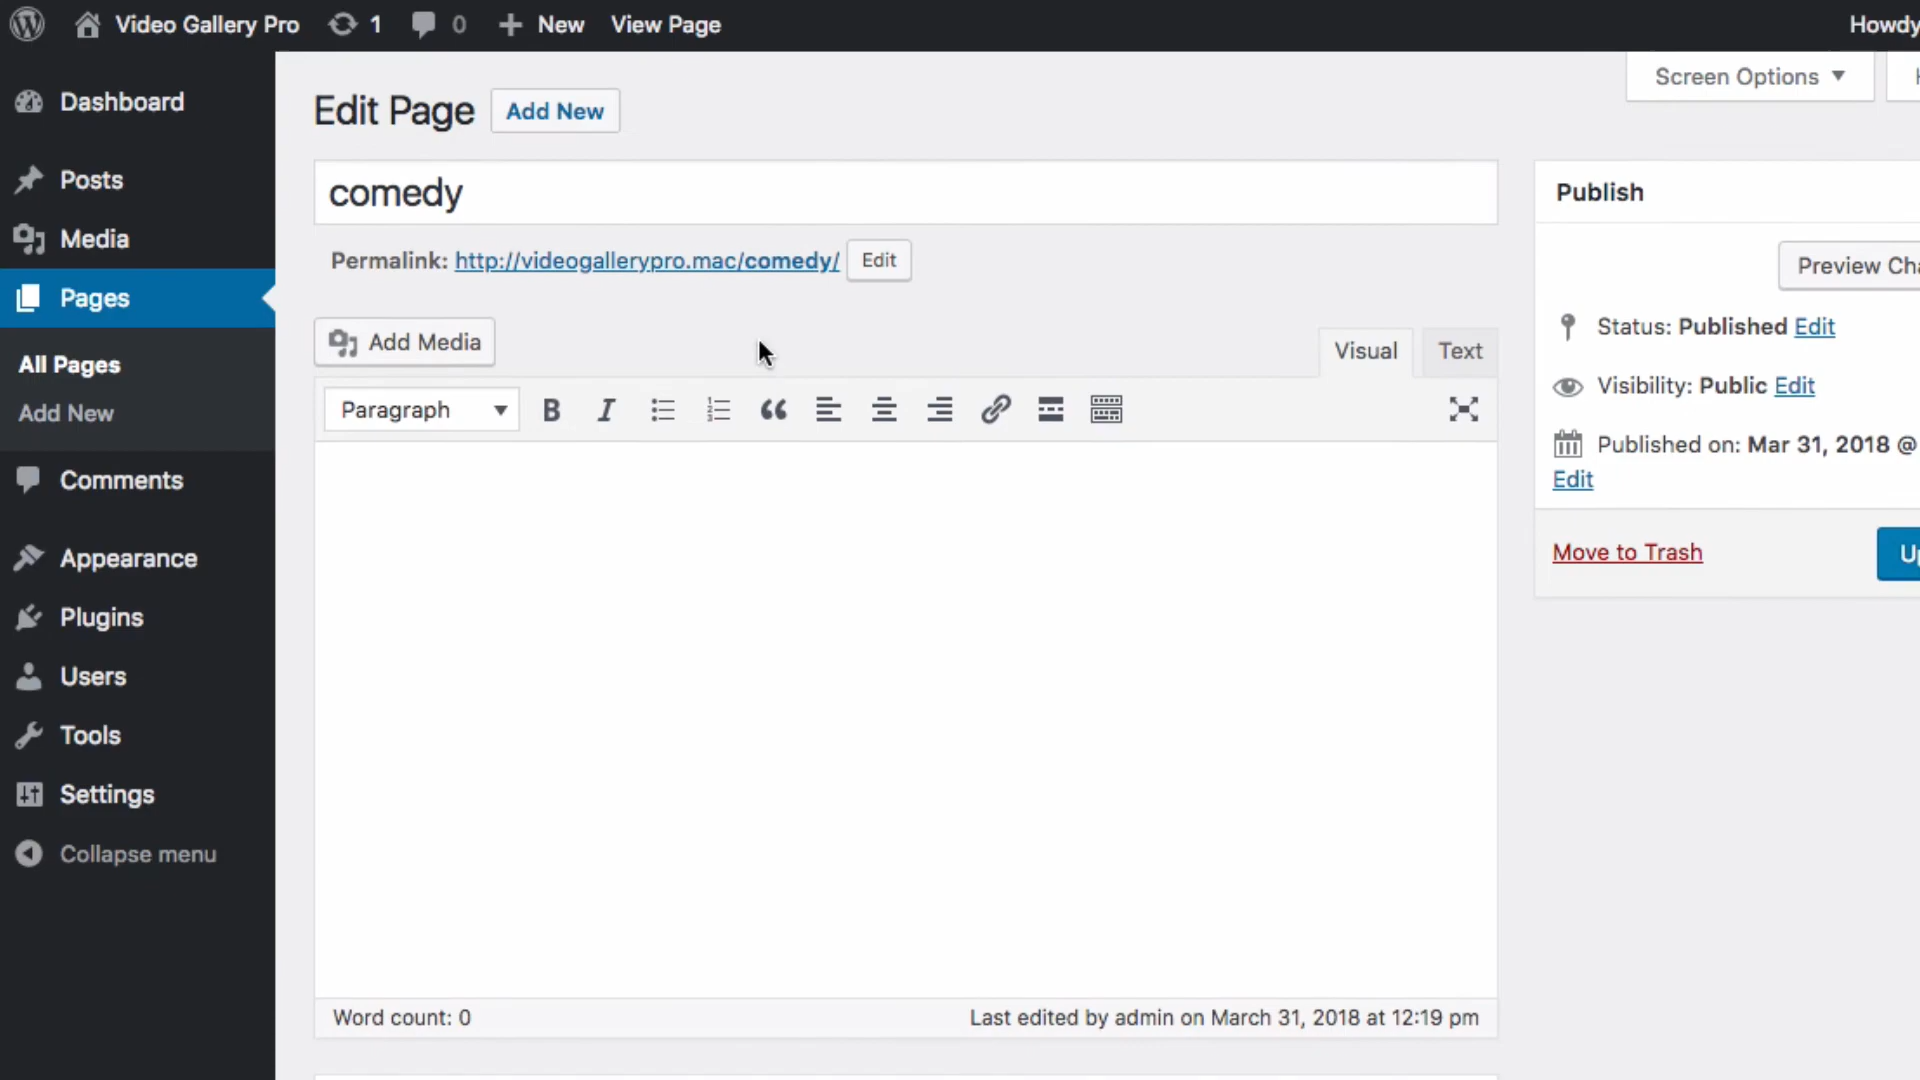 Video Gallery Pro 1 0 New View Page Howdy
Screen Options
Dashboard
Posts
Media
Pages
All Pages
Add New
Comments
Appearance
Plugins
Users
Tools
Settings
Collapse menu
Edit Page Add New
comedy
Permalink: http://videogallerypro.mac/comedy/ Edit
Add Media
Visual Text
Paragraph
Word count: 0 Last edited by admin on March 31, 2018 at 12:19 pm
Publish
Preview
Status: Published Edit
Visibility: Public Edit
Published on: Mar 31, 2018 @
Edit
Move to Trash